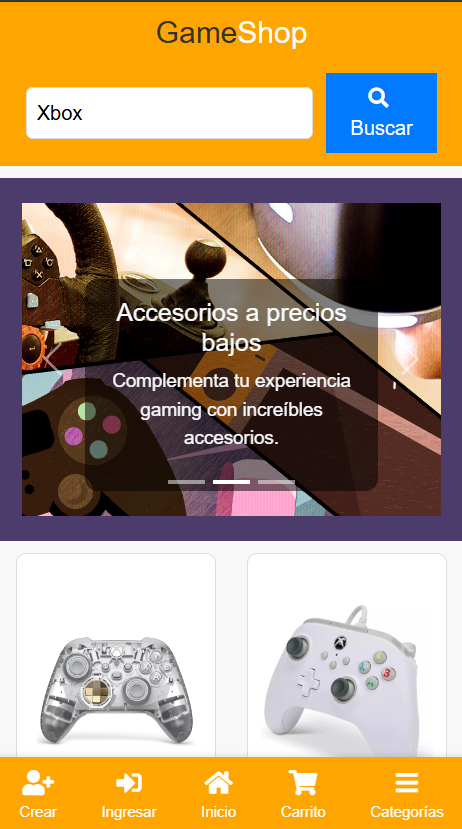 GameShop
Xbox
Buscar
Accesorios a precios
bajos
Complementa tu experiencia
gaming con increíbles
accesorios.
Crear
Ingresar
Inicio
Carrito
Categorías